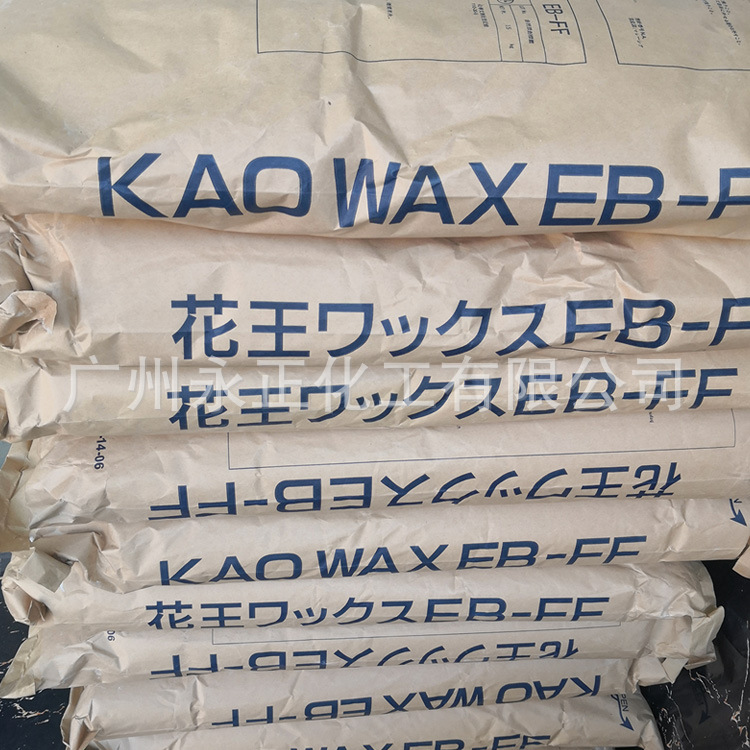 EB-FF
KAO WAX EB-F
花王ワックスEB-F
花王ワックスEB-FF
广州永正化工有限公司
14-06
花王ワックスEB-FF
KAO WAX EB-FF
花王ワックスEB-FF
06
花王ワックスEB-FF
KAO WAX EB-FF
OPEN